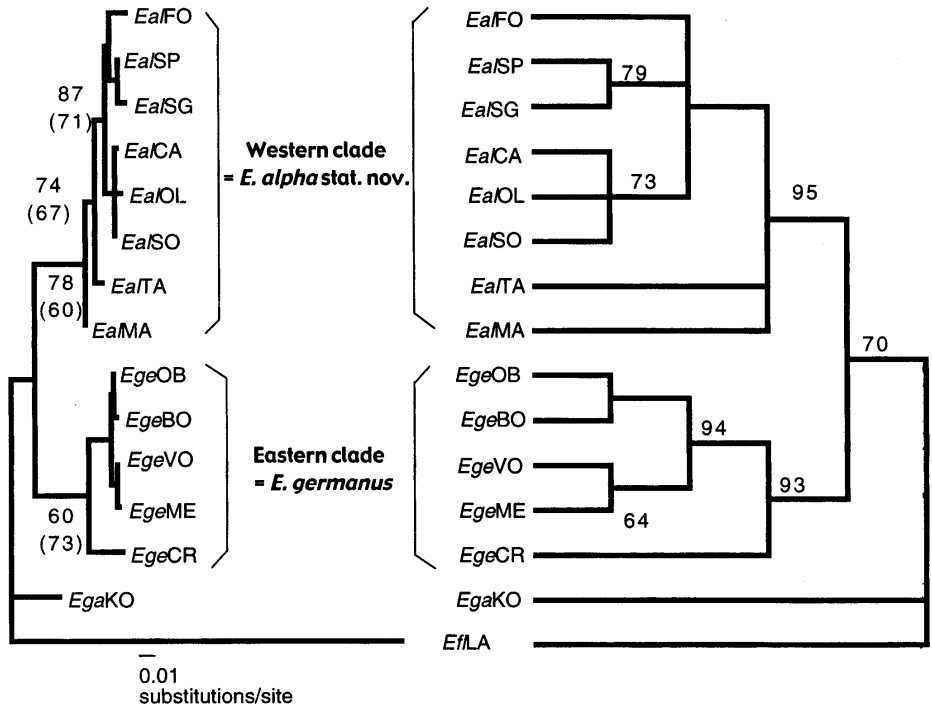 EalFO
EalSP
EalSG
EalCA
EalOL
EalSO
EalTA
EalMA
EgeOB
EgeBO
EgeVO
EgeME
EgeCR
EgaKO
87
(71)
74
(67)
78
(60)
60
(73)
0.01
substitutions/site
Western clade
= E. alpha stat. nov.
Eastern clade
= E. germanus
EalFO
EalSP
EalSG
EalCA
EalOL
EalSO
EalTA
EalMA
EgeOB
EgeBO
EgeVO
EgeME
EgeCR
EgaKO
EflLA
79
73
95
70
94
93
64